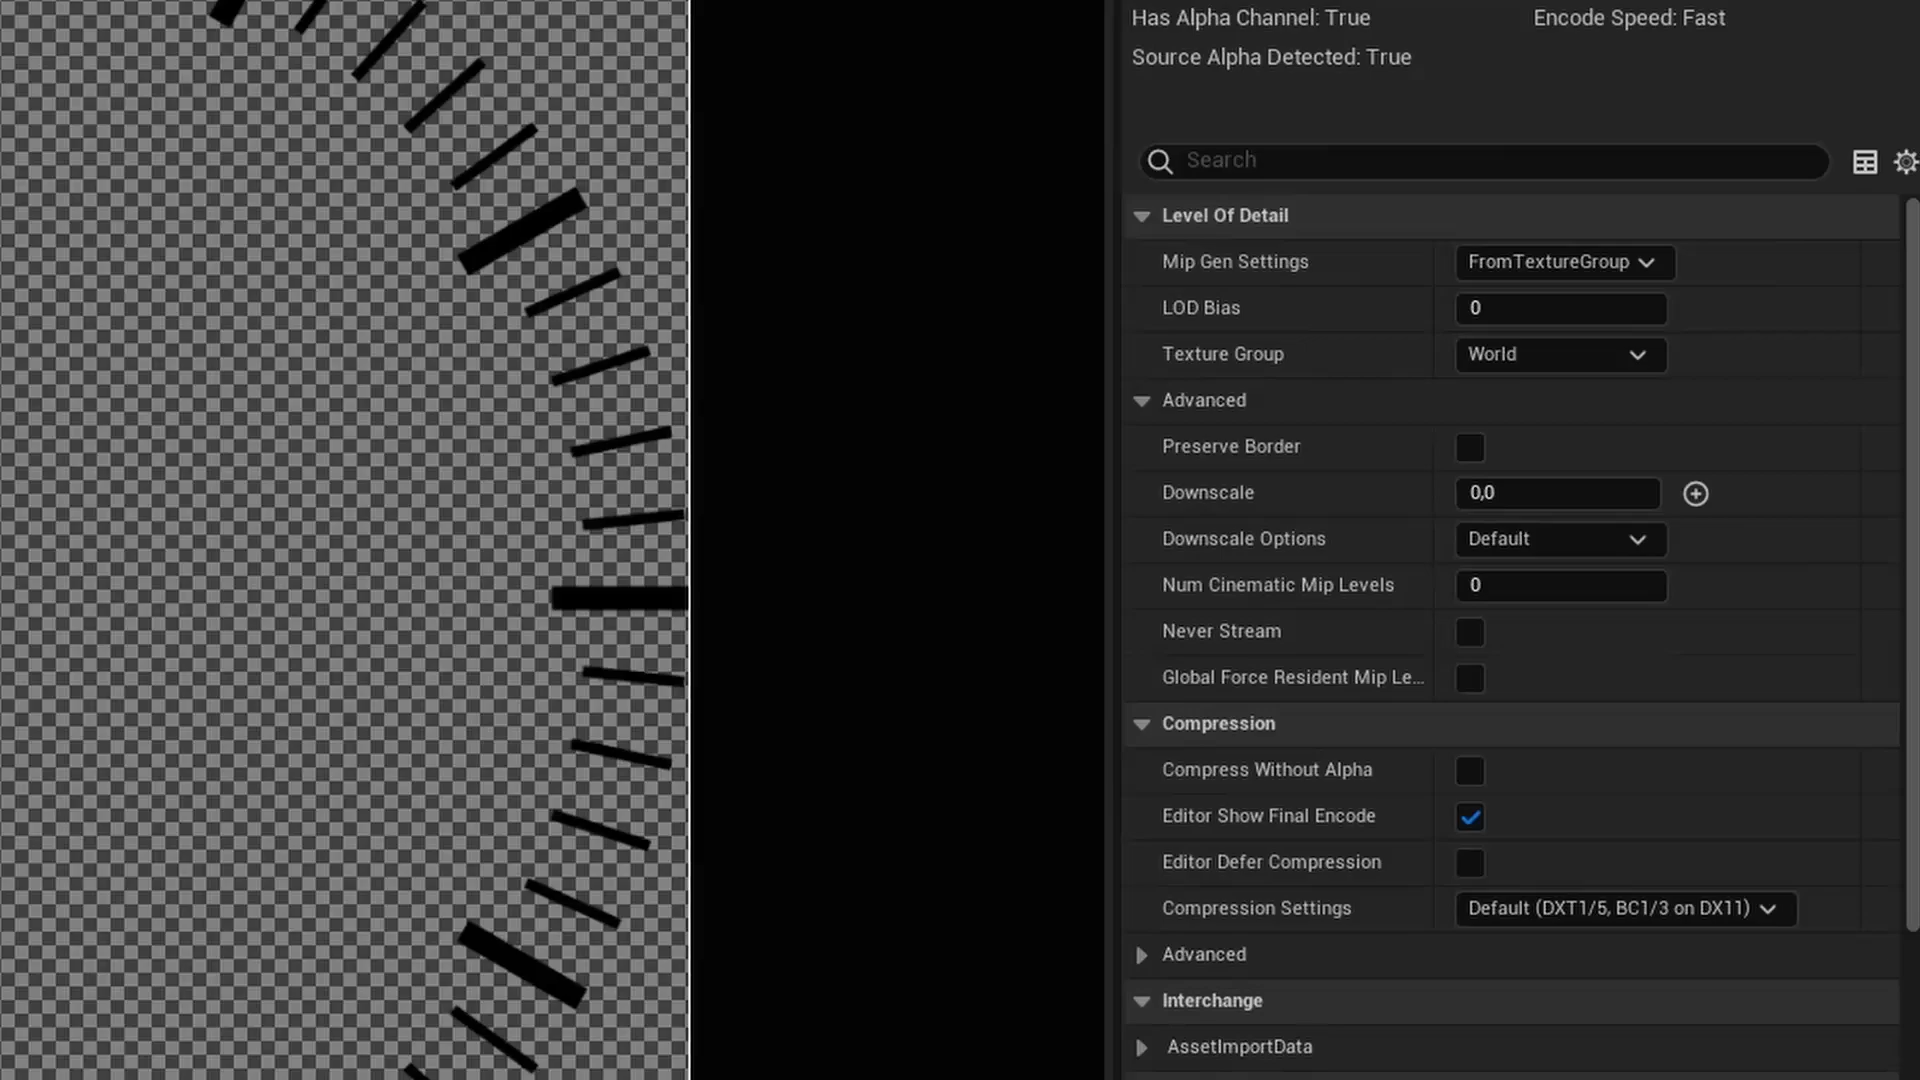 Has Alpha Channel: True
Encode Speed: Fast
Source Alpha Detected: True
Search
Level Of Detail
Mip Gen Settings
FromTextureGroup
LOD Bias
0
Texture Group
World
Advanced
Preserve Border
Downscale
0,0
Downscale Options
Default
Num Cinematic Mip Levels
0
Never Stream
Global Force Resident Mip Le...
Compression
Compress Without Alpha
Editor Show Final Encode
Editor Defer Compression
Compression Settings
Default (DXT1/5, BC1/3 on DX11)
Advanced
Interchange
AssetImportData